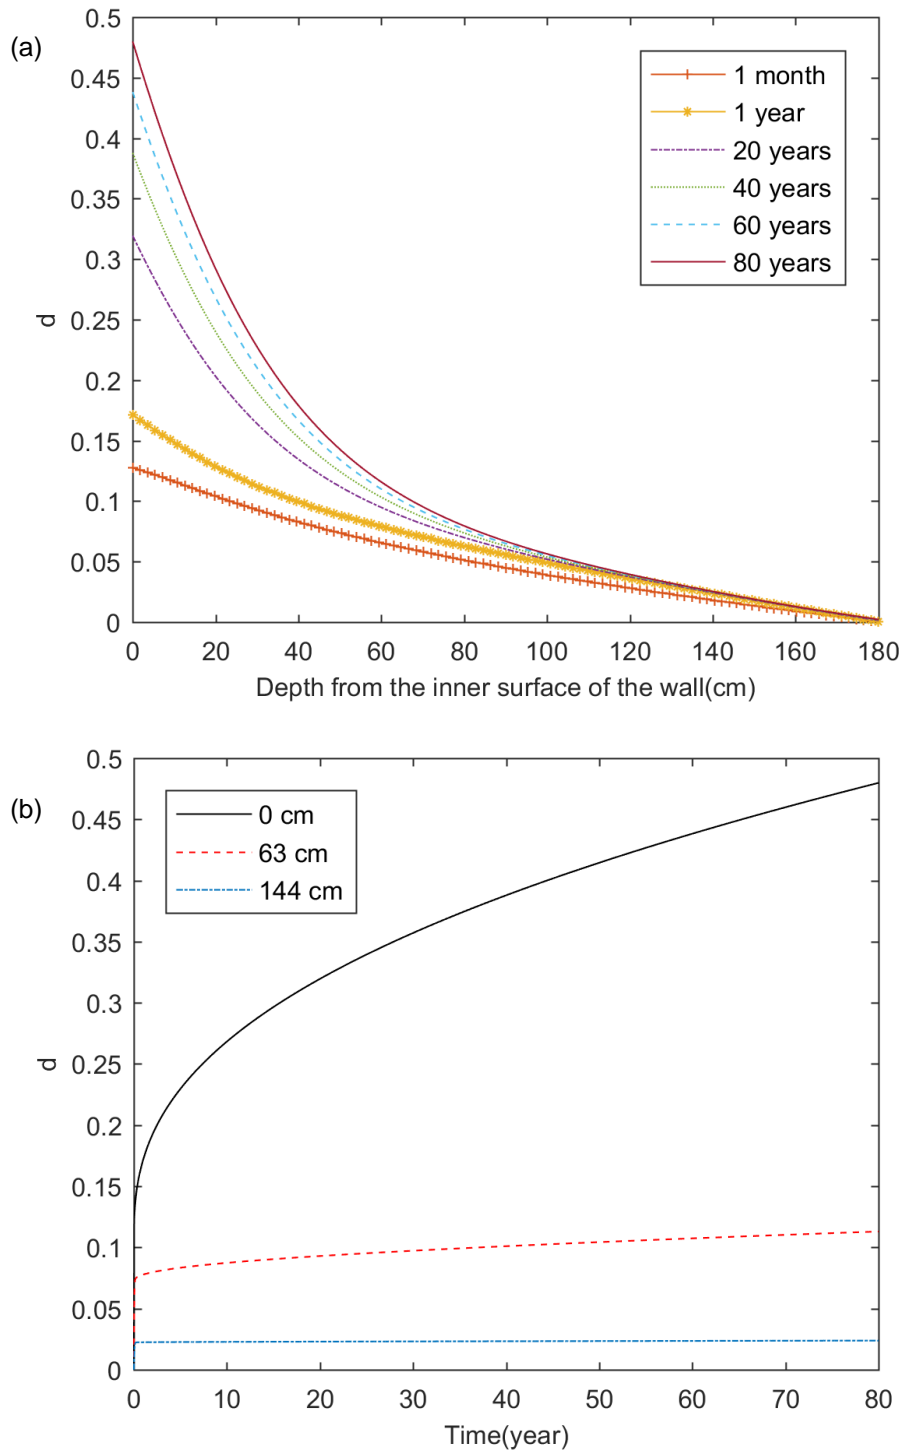 (a)
0.5
0.45
0.4
0.35
0.3
0.25
0.2
0.15
0.1
0.05
0
d
1 month
1 year
20 years
40 years
60 years
80 years
0 20 40 60 80 100 120 140 160 180
Depth from the inner surface of the wall(cm)
(b)
0.5
0.45
0.4
0.35
0.3
0.25
0.2
0.15
0.1
0.05
0
d
0 cm
63 cm
144 cm
0 10 20 30 40 50 60 70 80
Time(year)